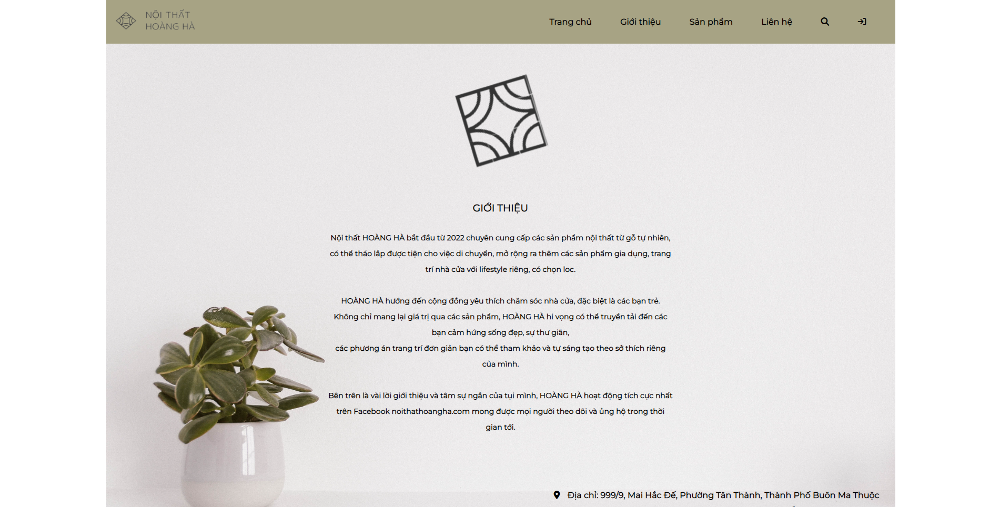 NỘI THẤT
HOÀNG HÀ
Trang chủ
Giới thiệu
Sản phẩm
Liên hệ
GIỚI THIỆU
Nội thất HOÀNG HÀ bắt đầu từ 2022 chuyên cung cấp các sản phẩm nội thất từ gỗ tự nhiên,
có thể tháo lắp được tiện cho việc di chuyển, mở rộng ra thêm các sản phẩm gia dụng, trang
trí nhà cửa với lifestyle riêng, có chọn loc.
HOÀNG HÀ hướng đến cộng đồng yêu thích chăm sóc nhà cửa, đặc biệt là các bạn trẻ.
Không chỉ mang lại giá trị qua các sản phẩm, HOÀNG HÀ hi vọng có thể truyền tải đến các
bạn cảm hứng sống đẹp, sự thư giãn,
các phương án trang trí đơn giản bạn có thể tham khảo và tự sáng tạo theo sở thích riêng
của mình.
Bên trên là vài lời giới thiệu và tâm sự ngắn của tụi mình, HOÀNG HÀ hoạt động tích cực nhất
trên Facebook noithathoangha.com mong được mọi người theo dõi và ủng hộ trong thời
gian tới.
Địa chỉ: 999/9, Mai Hắc Đế, Phường Tân Thành, Thành Phố Buôn Ma Thuộc